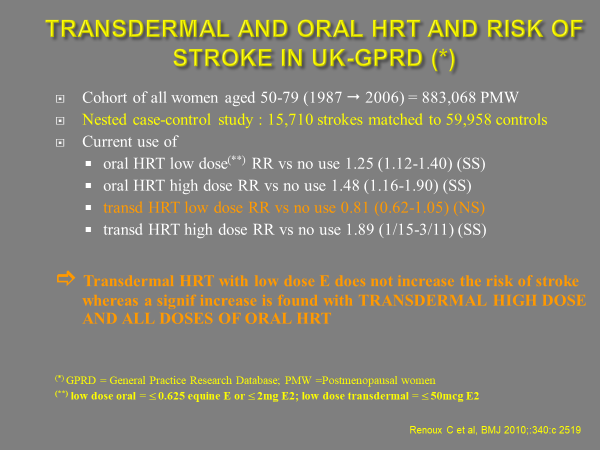 TRANSDERMAL AND ORAL HRT AND RISK OF
STROKE IN UK-GPRD (*)
Cohort of all women aged 50-79 (1987 → 2006) = 883,068 PMW
Nested case-control study : 15,710 strokes matched to 59,958 controls
Current use of
oral HRT low dose(**) RR vs no use 1.25 (1.12-1.40) (SS)
oral HRT high dose RR vs no use 1.48 (1.16-1.90) (SS)
transd HRT low dose RR vs no use 0.81 (0.62-1.05) (NS)
transd HRT high dose RR vs no use 1.89 (1/15-3/11) (SS)
⇨ Transdermal HRT with low dose E does not increase the risk of stroke
whereas a signif increase is found with TRANSDERMAL HIGH DOSE
AND ALL DOSES OF ORAL HRT
(*) GPRD = General Practice Research Database; PMW =Postmenopausal women
(**) low dose oral = ≤ 0.625 equine E or ≤ 2mg E2; low dose transdermal = ≤ 50mcg E2
Renoux C et al, BMJ 2010;:340:c 2519